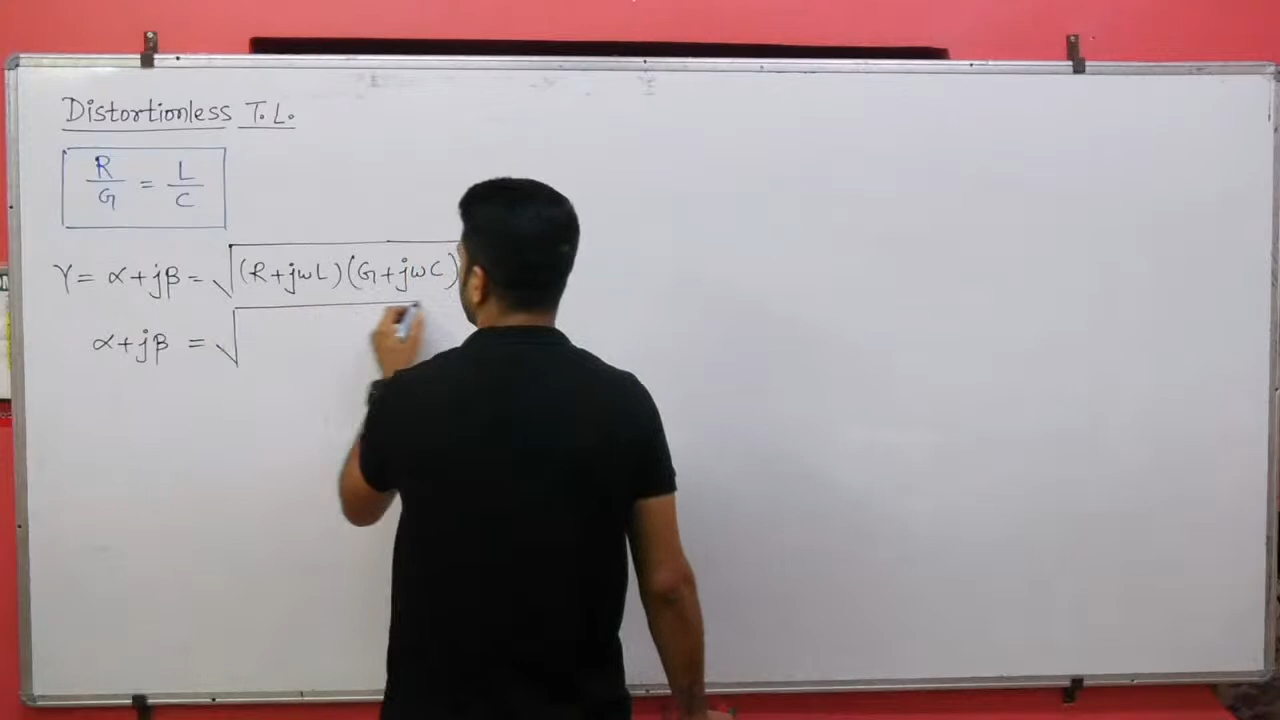 Distortionless T.L.
R/G = L/C
γ = α+jβ = √(R+jωL)(G+jωC)
α+jβ = √